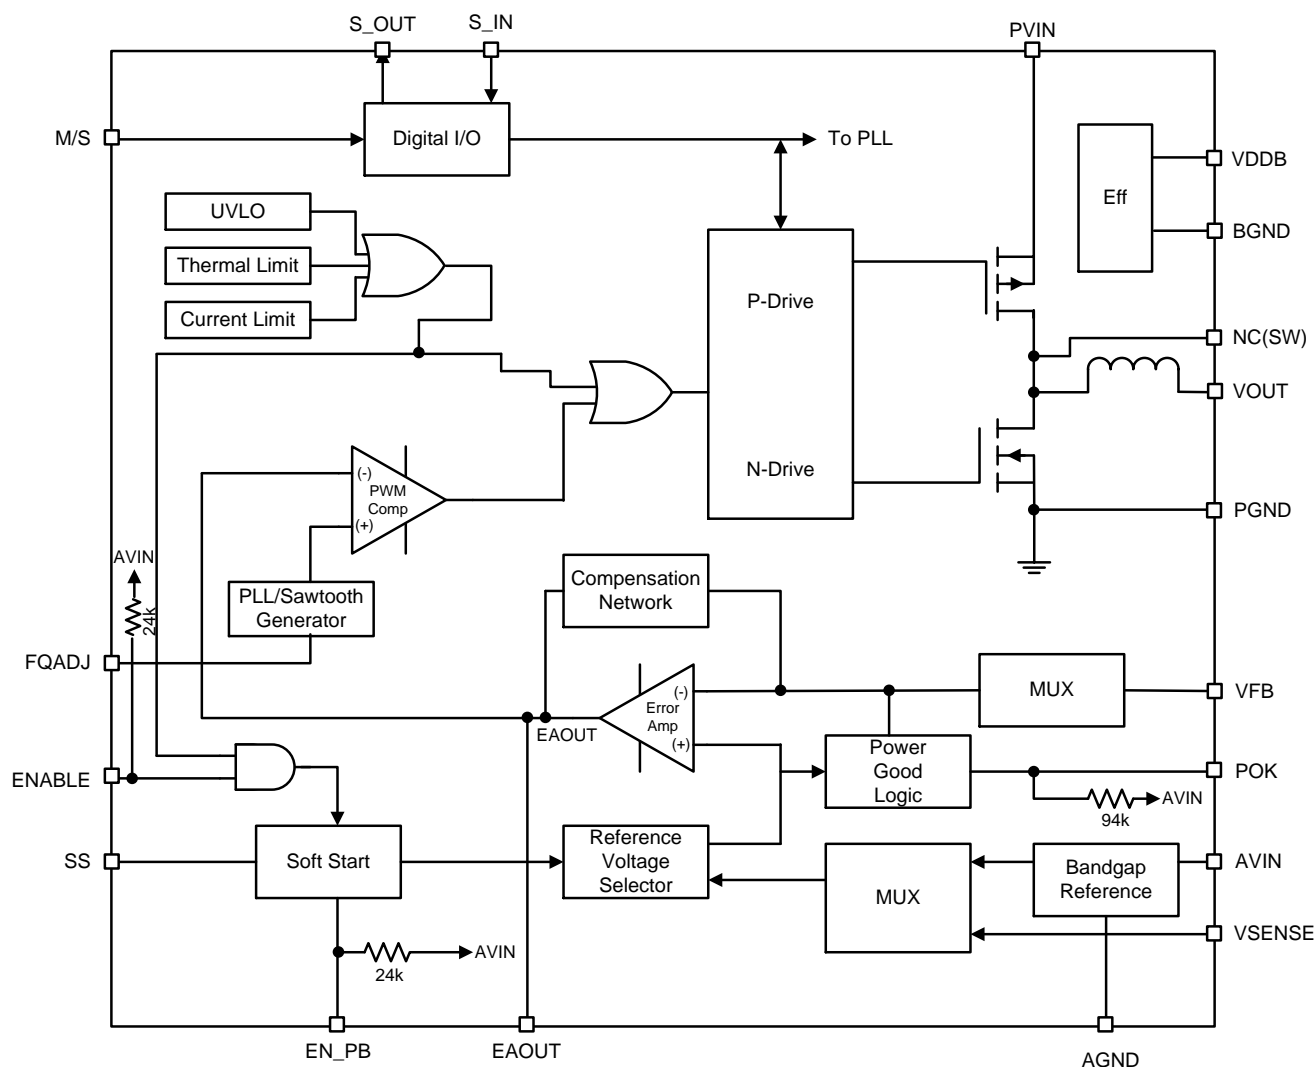 S_OUT
S_IN
PVIN
M/S
Digital I/O
To PLL
VDDB
Eff
BGND
UVLO
Thermal Limit
Current Limit
P-Drive
NC(SW)
VOUT
N-Drive
(-)
PWM
Comp
(+)
PGND
AVIN
24k
PLL/Sawtooth
Generator
Compensation
Network
FQADJ
(-)
Error
Amp
(+)
MUX
VFB
EAOUT
Power
Good
Logic
POK
ENABLE
AVIN
94k
SS
Soft Start
Reference
Voltage
Selector
MUX
Bandgap
Reference
AVIN
VSENSE
AVIN
24k
EN_PB
EAOUT
AGND